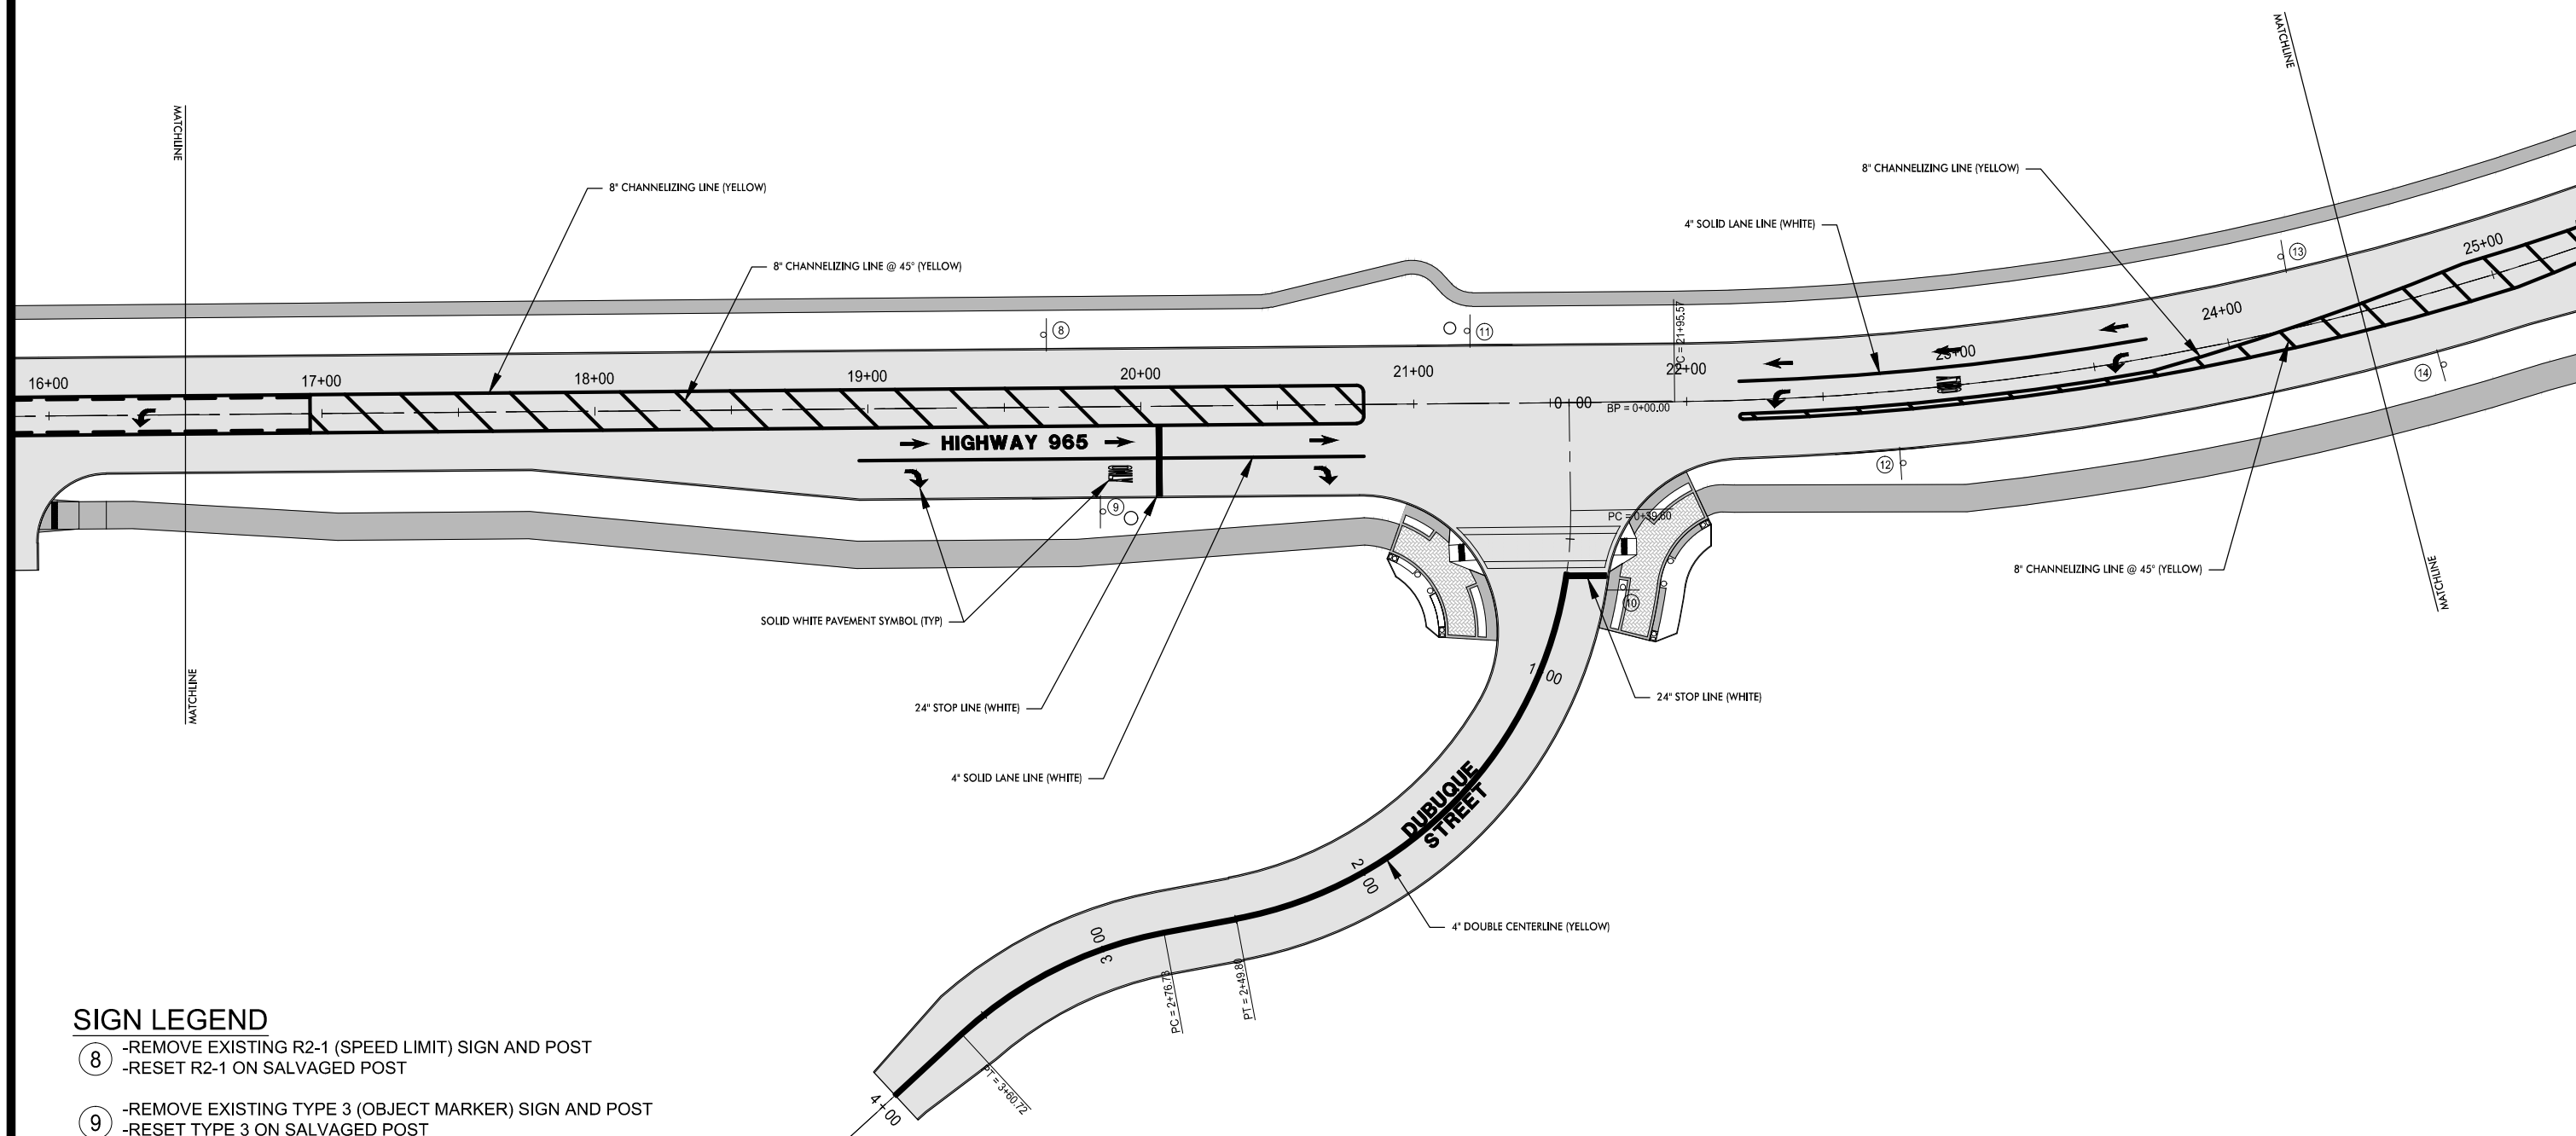 MATCHLINE
MATCHLINE
8" CHANNELIZING LINE (YELLOW)
8" CHANNELIZING LINE (YELLOW)
4" SOLID LANE LINE (WHITE)
8" CHANNELIZING LINE @ 45° (YELLOW)
13
25+00
24+00
8
11
PC = 21+95.57
23+00
22+00
14
16+00
17+00
18+00
19+00
20+00
21+00
0+00
BP = 0+00.00
HIGHWAY 965
12
9
PC = 0+39.80
8" CHANNELIZING LINE @ 45° (YELLOW)
MATCHLINE
10
SOLID WHITE PAVEMENT SYMBOL (TYP)
1+00
MATCHLINE
24" STOP LINE (WHITE)
24" STOP LINE (WHITE)
4" SOLID LANE LINE (WHITE)
DUBUQUE
STREET
2+00
4" DOUBLE CENTERLINE (YELLOW)
3+00
PC = 2+76.73
PT = 2+49.80
PT = 3+60.72
4+00
SIGN LEGEND
8 -REMOVE EXISTING R2-1 (SPEED LIMIT) SIGN AND POST
-RESET R2-1 ON SALVAGED POST
9 -REMOVE EXISTING TYPE 3 (OBJECT MARKER) SIGN AND POST
-RESET TYPE 3 ON SALVAGED POST